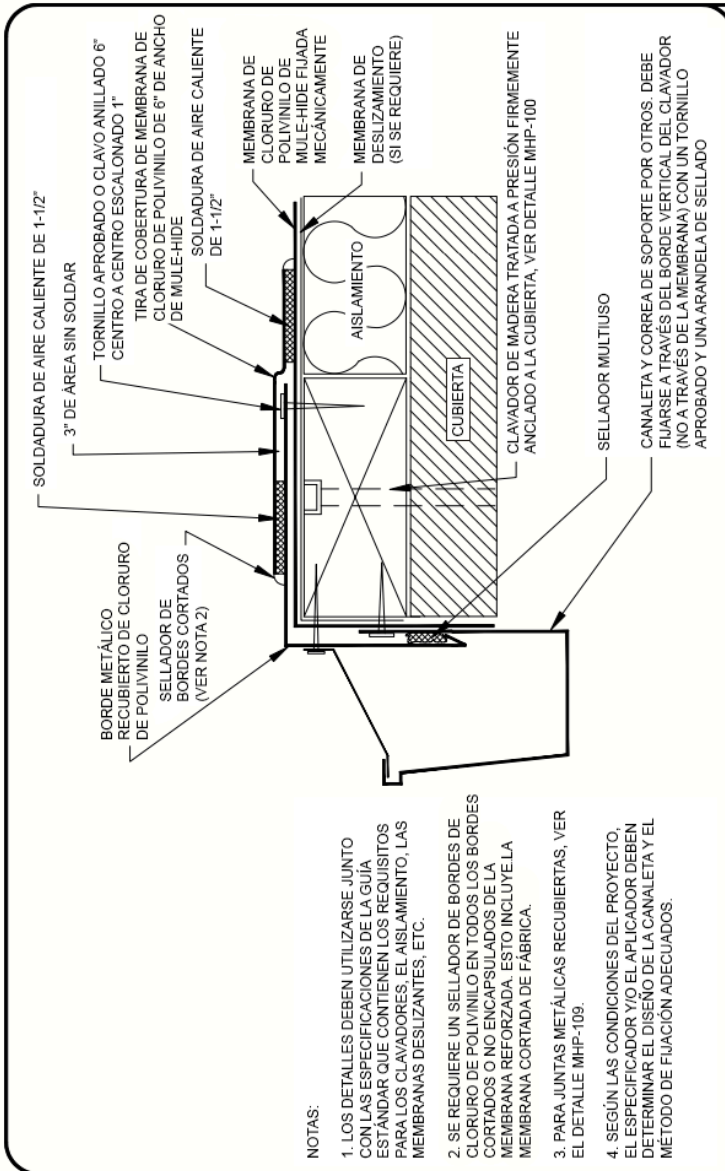 SOLDADURA DE AIRE CALIENTE DE 1-1/2"
3" DE ÁREA SIN SOLDAR
TORNILLO APROBADO O CLAVO ANILLADO 6"
CENTRO A CENTRO ESCALONADO 1"
TIRA DE COBERTURA DE MEMBRANA DE
CLORURO DE POLIVINILO DE 6" DE ANCHO
DE MULE-HIDE
SOLDADURA DE AIRE CALIENTE
DE 1-1/2"
MEMBRANA DE
CLORURO DE
POLIVINILO DE
MULE-HIDE FIJADA
MECÁNICAMENTE
MEMBRANA DE
DESLIZAMIENTO
(SI SE REQUIERE)
BORDE METÁLICO
RECUBIERTO DE CLORURO
DE POLIVINILO
SELLADOR DE
BORDES CORTADOS
(VER NOTA 2)
AISLAMIENTO
CUBIERTA
CLAVADOR DE MADERA TRATADA A PRESIÓN FIRMEMENTE
ANCLADO A LA CUBIERTA, VER DETALLE MHP-100
SELLADOR MULTIUSO
CANALETA Y CORREA DE SOPORTE POR OTROS. DEBE
FIJARSE A TRAVÉS DEL BORDE VERTICAL DEL CLAVADOR
(NO A TRAVÉS DE LA MEMBRANA) CON UN TORNILLO
APROBADO Y UNA ARANDELA DE SELLADO
NOTAS:
1. LOS DETALLES DEBEN UTILIZARSE JUNTO
CON LAS ESPECIFICACIONES DE LA GUÍA
ESTÁNDAR QUE CONTIENEN LOS REQUISITOS
PARA LOS CLAVADORES, EL AISLAMIENTO, LAS
MEMBRANAS DESLIZANTES, ETC.
2. SE REQUIERE UN SELLADOR DE BORDES DE
CLORURO DE POLIVINILO EN TODOS LOS BORDES
CORTADOS O NO ENCAPSULADOS DE LA
MEMBRANA REFORZADA. ESTO INCLUYE LA
MEMBRANA CORTADA DE FÁBRICA.
3. PARA JUNTAS METÁLICAS RECUBIERTAS, VER
EL DETALLE MHP-109.
4. SEGÚN LAS CONDICIONES DEL PROYECTO,
EL ESPECIFICADOR Y/O EL APLICADOR DEBEN
DETERMINAR EL DISEÑO DE LA CANALETA Y EL
MÉTODO DE FIJACIÓN ADECUADOS.